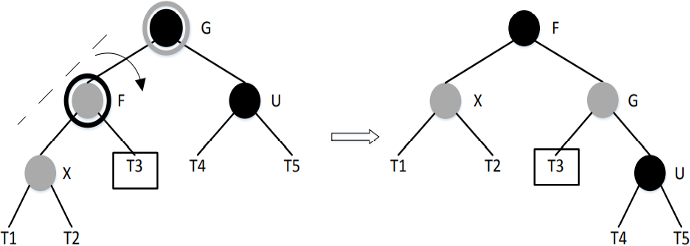 G F
F U X G
X T3 T4 T5 T1 T2 T3 U
T1 T2 T4 T5